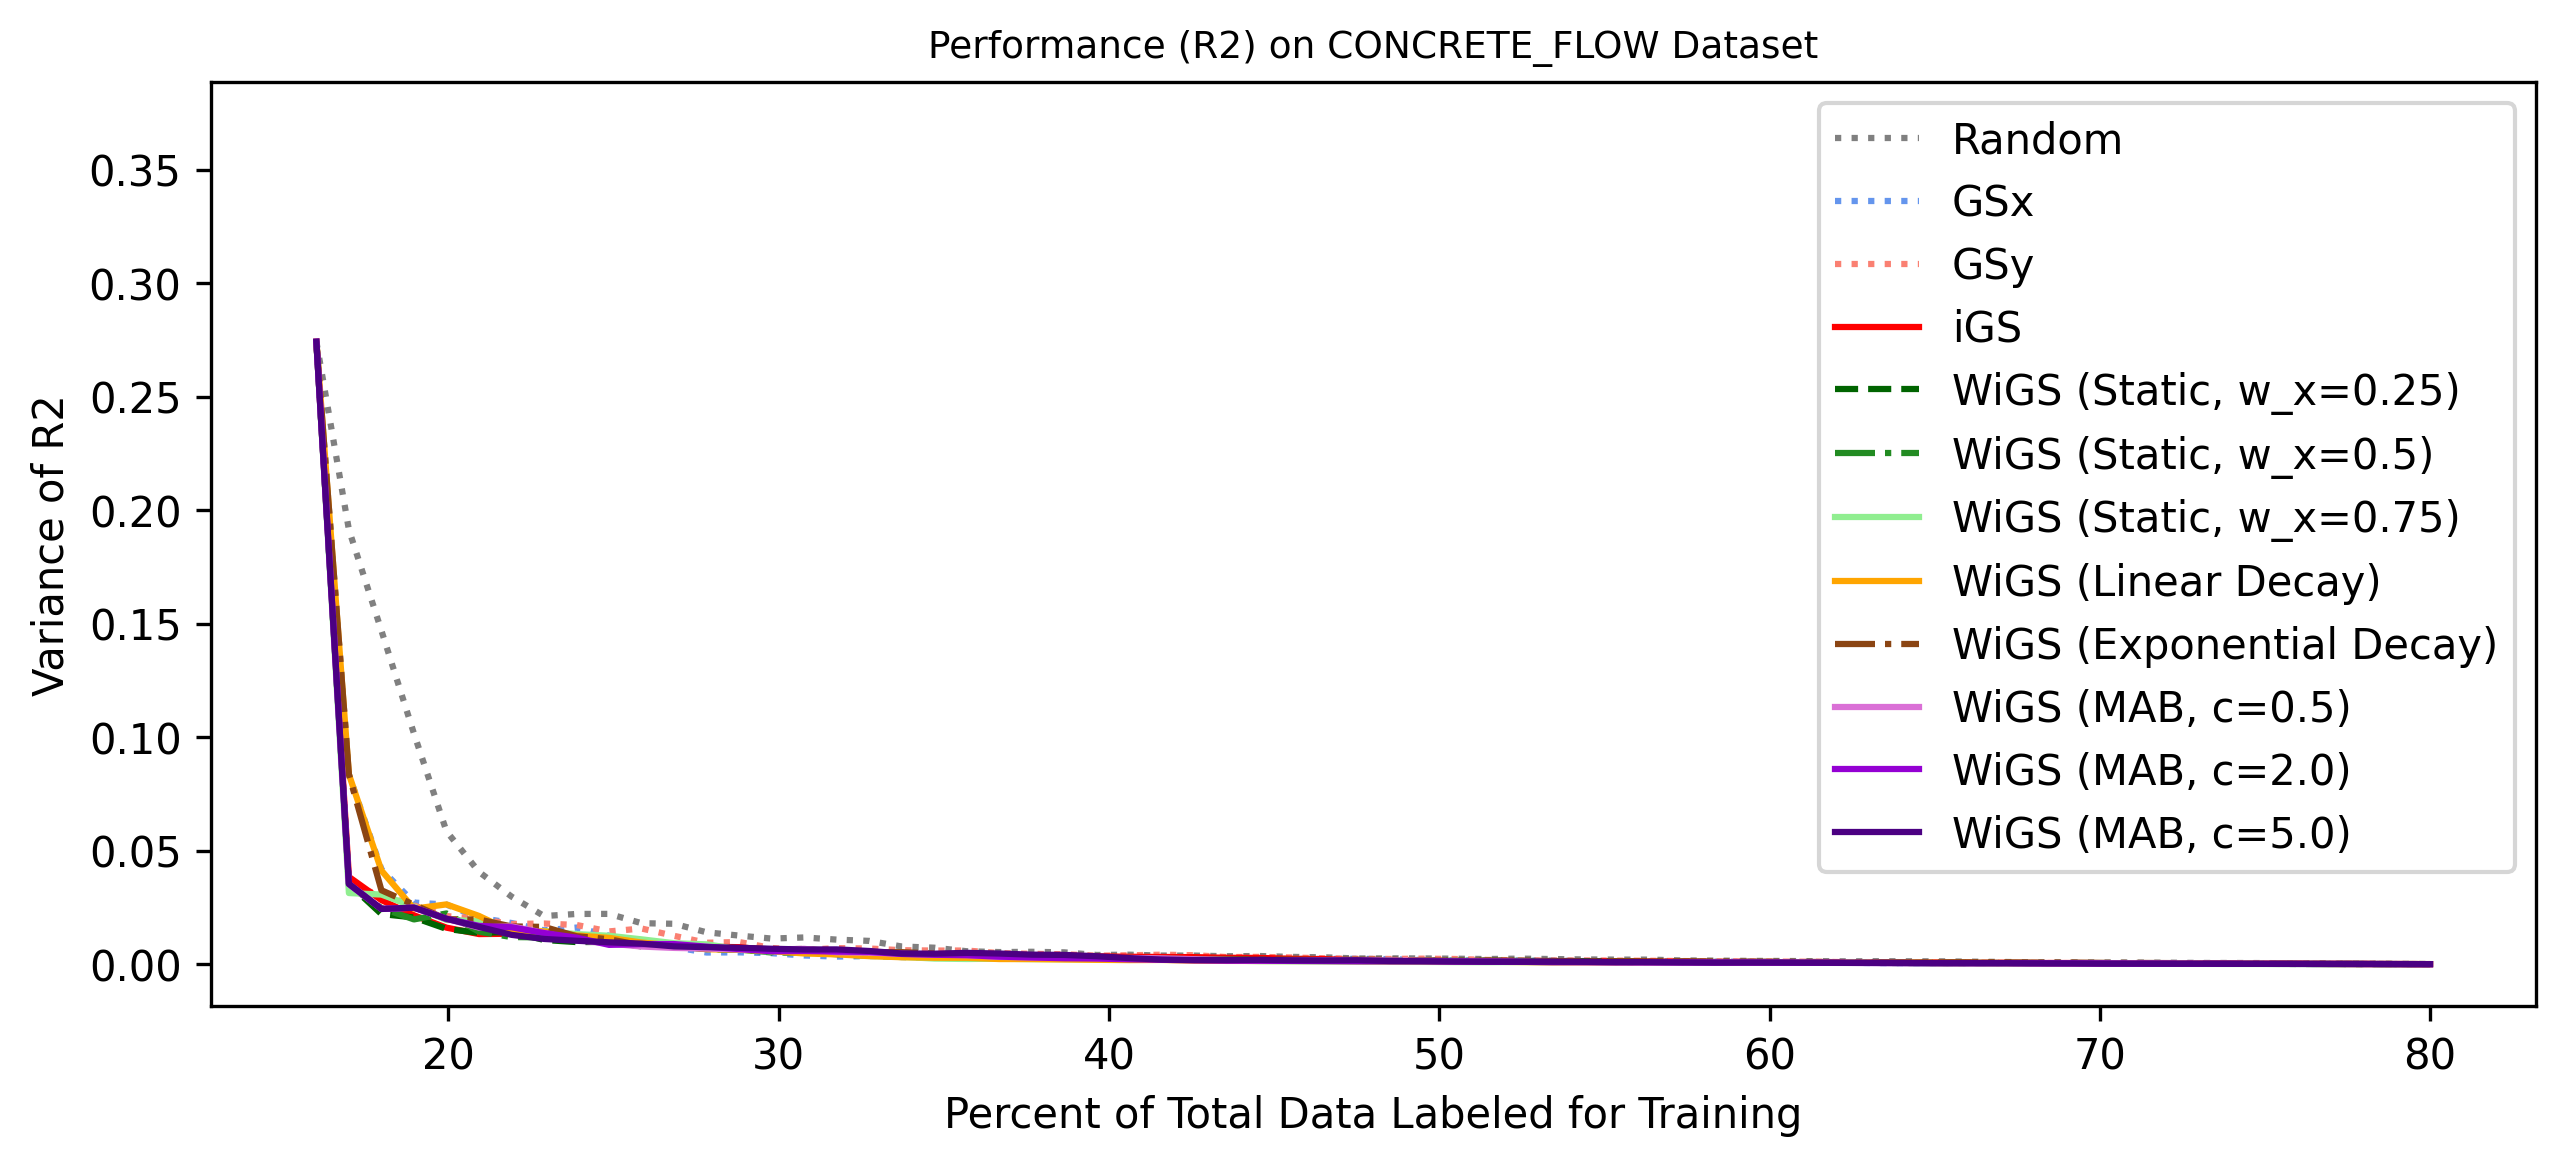 Performance (R2) on CONCRETE_FLOW Dataset
Variance of R2
0.35
0.30
0.25
0.20
0.15
0.10
0.05
0.00
Random
GSx
GSy
iGS
WiGS (Static, w_x=0.25)
WiGS (Static, w_x=0.5)
WiGS (Static, w_x=0.75)
WiGS (Linear Decay)
WiGS (Exponential Decay)
WiGS (MAB, c=0.5)
WiGS (MAB, c=2.0)
WiGS (MAB, c=5.0)
20 30 40 50 60 70 80
Percent of Total Data Labeled for Training